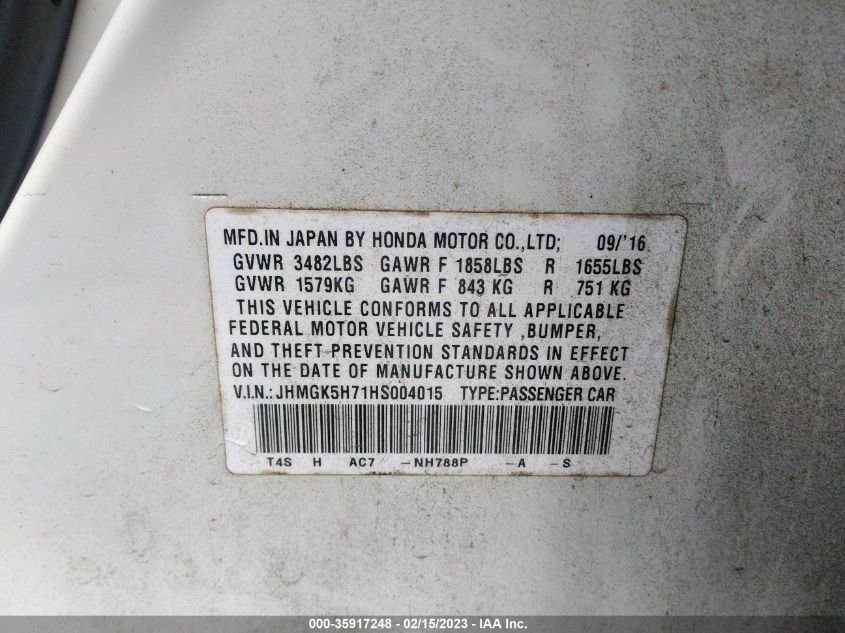 MFD.IN JAPAN BY HONDA MOTOR CO.,LTD; 09/'16
GVWR 3482LBS GAWR F 1858LBS R 1655LBS
GVWR 1579KG GAWR F 843 KG R 751 KG
THIS VEHICLE CONFORMS TO ALL APPLICABLE
FEDERAL MOTOR VEHICLE SAFETY ,BUMPER,
AND THEFT PREVENTION STANDARDS IN EFFECT
ON THE DATE OF MANUFACTURE SHOWN ABOVE.
V.I.N.:JHMGK5H71HS004015 TYPE:PASSENGER CAR
T4S H AC7 -NH788P -A -S
000-35917248 - 02/15/2023 - IAA Inc.